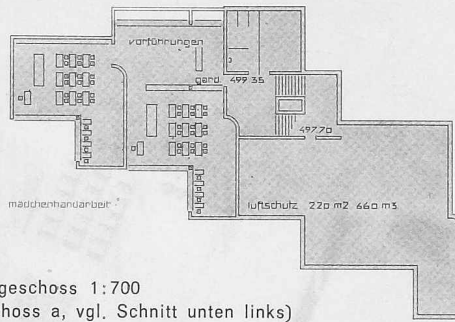 vorführungen
gard. 499.35
497.70
mädchenhandarbeit
luftschutz 220 m2 660 m3
geschoss 1:700
hoss a, vgl. Schnitt unten links)